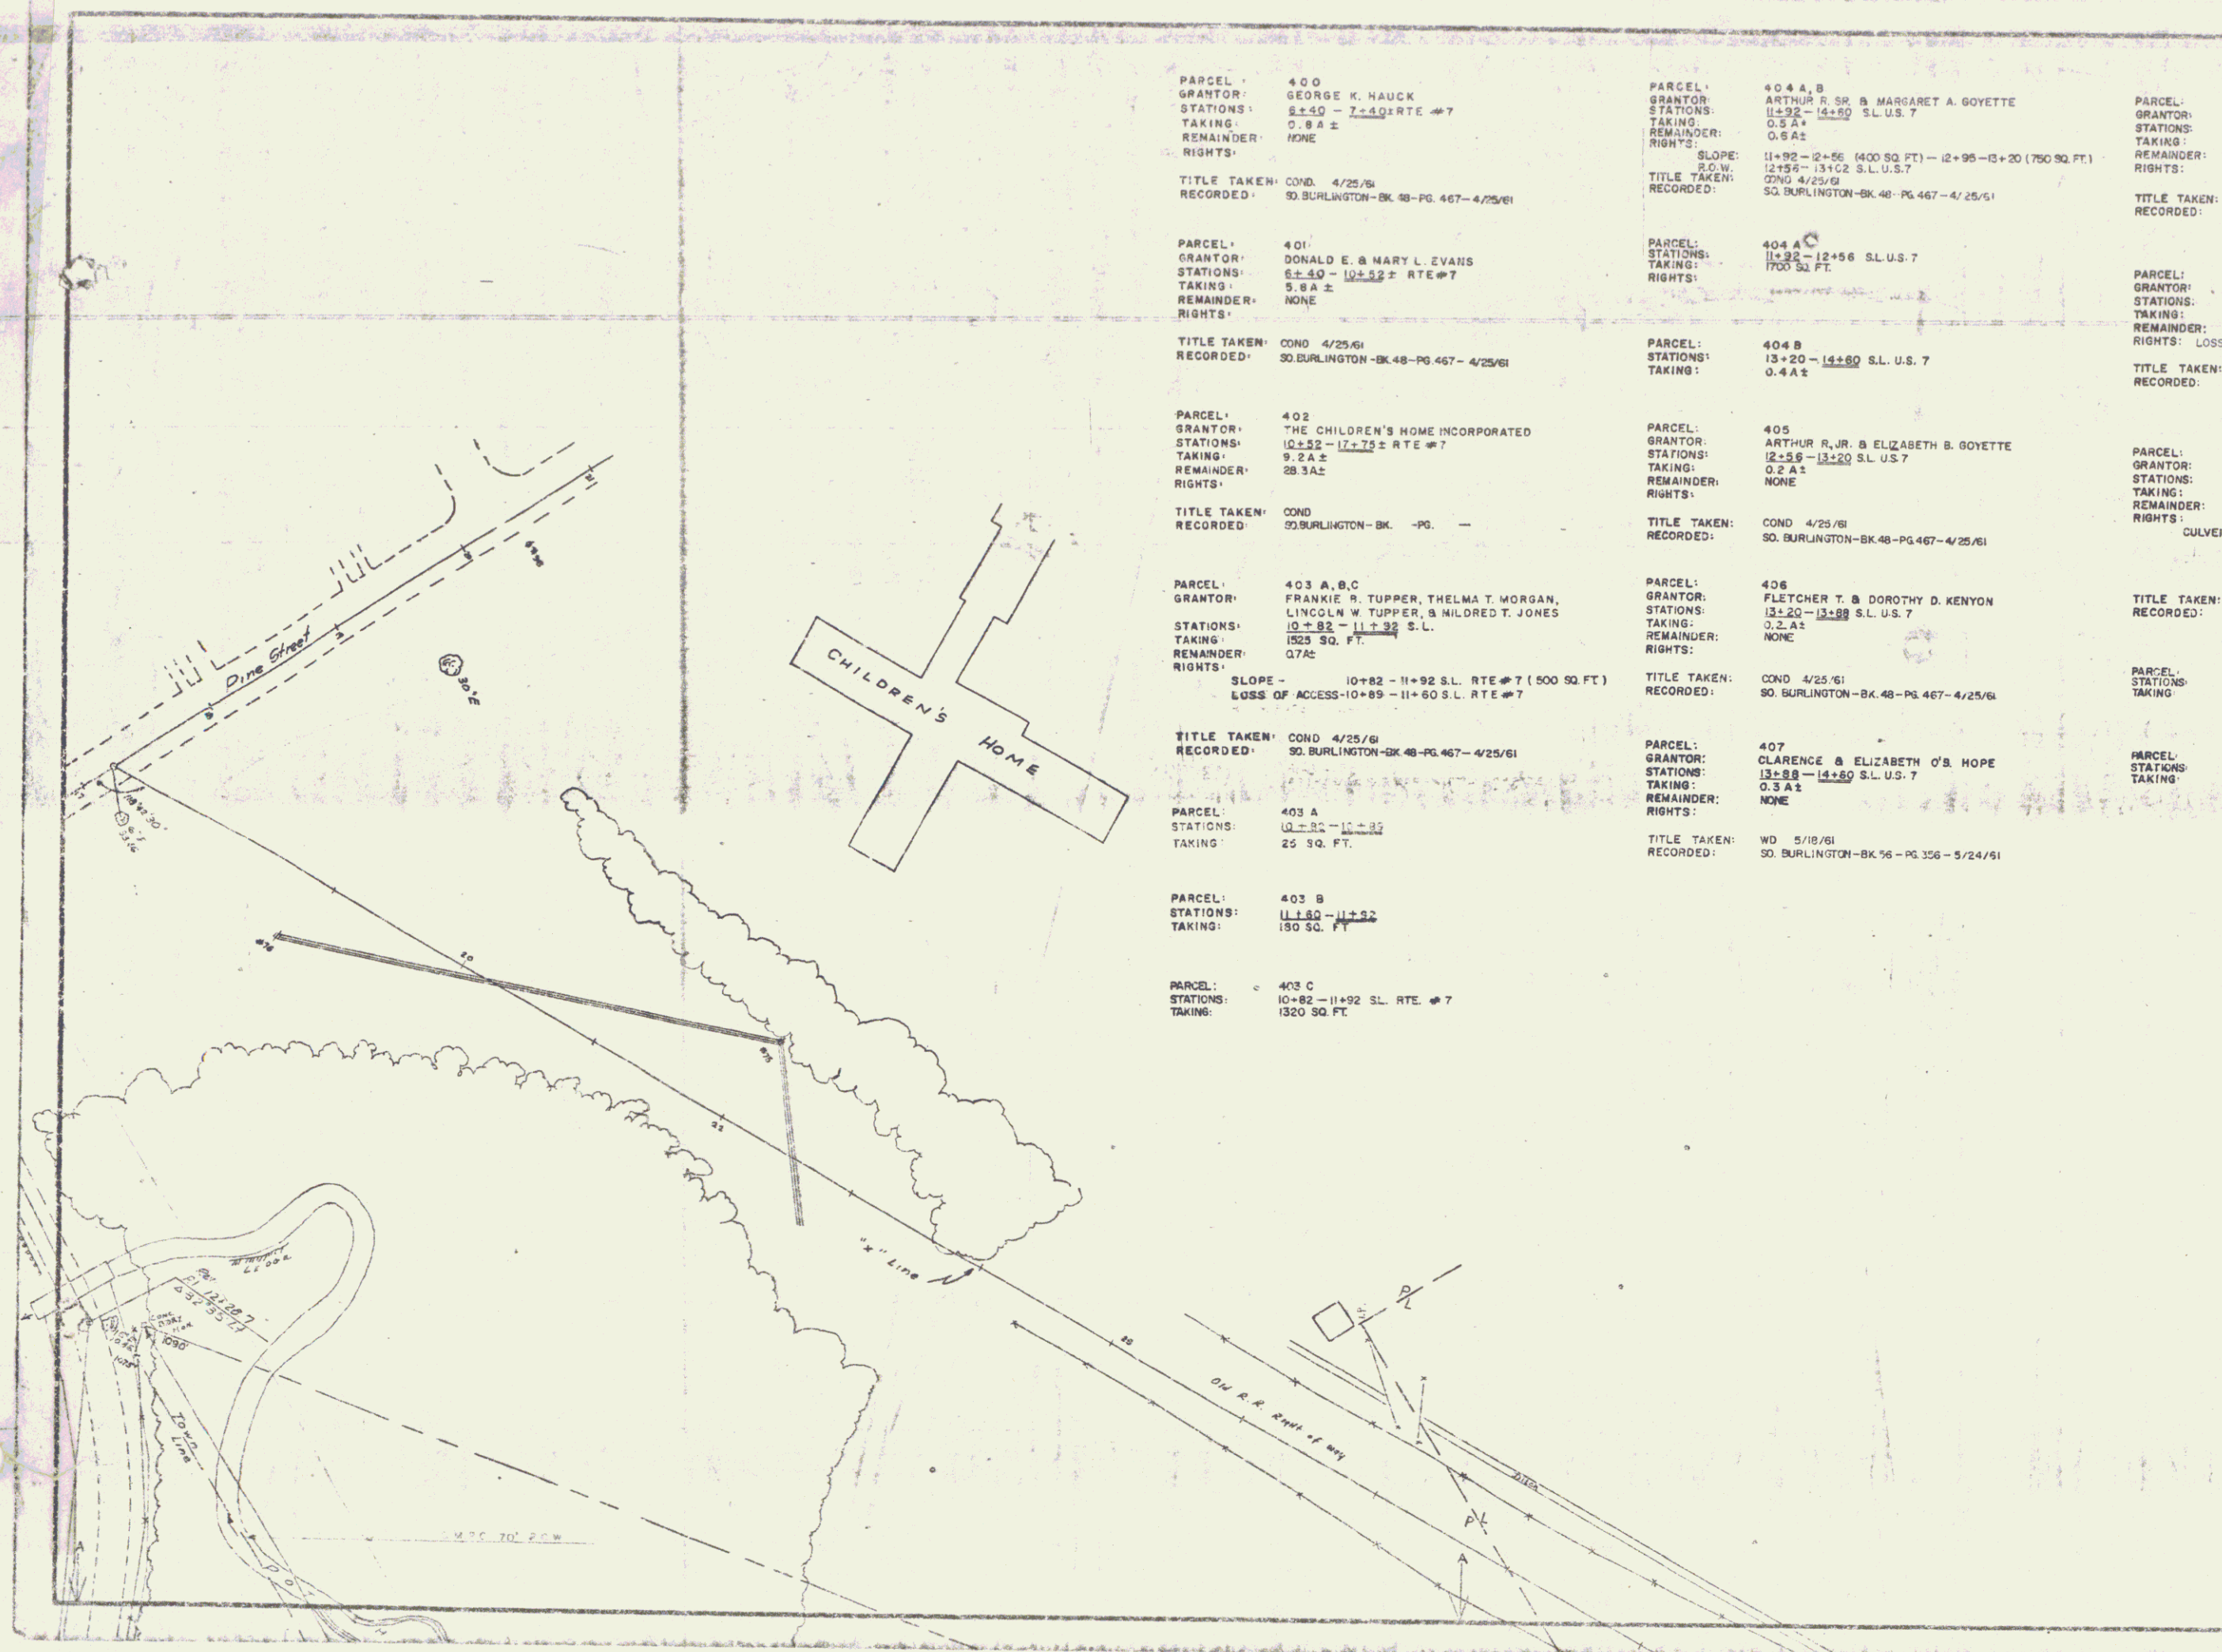 PARCEL: 400
GRANTOR: GEORGE K. HAUCK
STATIONS: 6+40 – 7+40± RTE #7
TAKING: 0.8 A ±
REMAINDER: NONE
RIGHTS:
TITLE TAKEN: COND. 4/25/61
RECORDED: SO. BURLINGTON-BK. 48-PG. 467-4/25/61
PARCEL: 401
GRANTOR: DONALD E. & MARY L. EVANS
STATIONS: 6+40 – 10+52 ± RTE #7
TAKING: 5.8 A ±
REMAINDER: NONE
RIGHTS:
TITLE TAKEN: COND 4/25/61
RECORDED: SO. BURLINGTON-BK. 48-PG. 467-4/25/61
PARCEL: 402
GRANTOR: THE CHILDREN'S HOME INCORPORATED
STATIONS: 10+52 – 17+75 ± RTE #7
TAKING: 9.2 A ±
REMAINDER: 28.3 A±
RIGHTS:
TITLE TAKEN: COND
RECORDED: SO. BURLINGTON-BK. -PG. –
PARCEL: 403 A, B, C
GRANTOR: FRANKIE B. TUPPER, THELMA T. MORGAN,
LINCOLN W. TUPPER, & MILDRED T. JONES
STATIONS: 10+82 – 11+92 S.L.
TAKING: 1525 SQ. FT.
REMAINDER: 0.7A±
RIGHTS:
SLOPE – 10+82 – 11+92 S.L. RTE #7 (500 SQ. FT)
LOSS OF ACCESS-10+89 – 11+60 S.L. RTE #7
TITLE TAKEN: COND 4/25/61
RECORDED: SO. BURLINGTON-BK. 48-PG. 467-4/25/61
PARCEL: 403 A
STATIONS: 10+82 – 10+89
TAKING: 25 SQ. FT.
PARCEL: 403 B
STATIONS: 11+60 – 11+92
TAKING: 180 SQ. FT
PARCEL: 403 C
STATIONS: 10+82 – 11+92 S.L. RTE. #7
TAKING: 1320 SQ. FT.
PARCEL: 404 A, B
GRANTOR: ARTHUR R. SR. & MARGARET A. GOYETTE
STATIONS: 11+92 – 14+60 S.L. U.S. 7
TAKING: 0.5 A±
REMAINDER: 0.6 A±
RIGHTS:
SLOPE: 11+92 – 12+56 (400 SQ. FT.) – 12+95 – 13+20 (750 SQ. FT.)
R.O.W. 12+56 – 13+02 S.L. U.S. 7
TITLE TAKEN: COND 4/25/61
RECORDED: SO. BURLINGTON-BK. 48-PG. 467-4/25/61
PARCEL: 404 A
STATIONS: 11+92 – 12+56 S.L. U.S. 7
TAKING: 1700 SQ. FT.
RIGHTS:
PARCEL: 404 B
STATIONS: 13+20 – 14+60 S.L. U.S. 7
TAKING: 0.4 A ±
PARCEL: 405
GRANTOR: ARTHUR R, JR. & ELIZABETH B. GOYETTE
STATIONS: 12+56 – 13+20 S.L. U.S. 7
TAKING: 0.2 A ±
REMAINDER: NONE
RIGHTS:
TITLE TAKEN: COND 4/25/61
RECORDED: SO. BURLINGTON-BK. 48-PG. 467-4/25/61
PARCEL: 406
GRANTOR: FLETCHER T. & DOROTHY D. KENYON
STATIONS: 13+20 – 13+88 S.L. U.S. 7
TAKING: 0.2 A±
REMAINDER: NONE
RIGHTS:
TITLE TAKEN: COND 4/25/61
RECORDED: SO. BURLINGTON-BK. 48-PG. 467-4/25/61
PARCEL: 407
GRANTOR: CLARENCE & ELIZABETH O'S. HOPE
STATIONS: 13+88 – 14+60 S.L. U.S. 7
TAKING: 0.3 A ±
REMAINDER: NONE
RIGHTS:
TITLE TAKEN: WD 5/18/61
RECORDED: SO. BURLINGTON-BK. 56-PG. 356-5/24/61
PARCEL:
GRANTOR:
STATIONS:
TAKING:
REMAINDER:
RIGHTS:
TITLE TAKEN:
RECORDED:
PARCEL:
GRANTOR:
STATIONS:
TAKING:
REMAINDER:
RIGHTS: LOSS
TITLE TAKEN:
RECORDED:
PARCEL:
GRANTOR:
STATIONS:
TAKING:
REMAINDER:
RIGHTS:
CULVER
TITLE TAKEN:
RECORDED:
PARCEL:
STATIONS:
TAKING
PARCEL:
STATIONS:
TAKING:
Pine Street
30"E
CHILDREN'S
HOME
20
22
25
"X" Line
P/L
Old R.R. Right of way
Ditch
P/L
A
A
Town
Line
1090